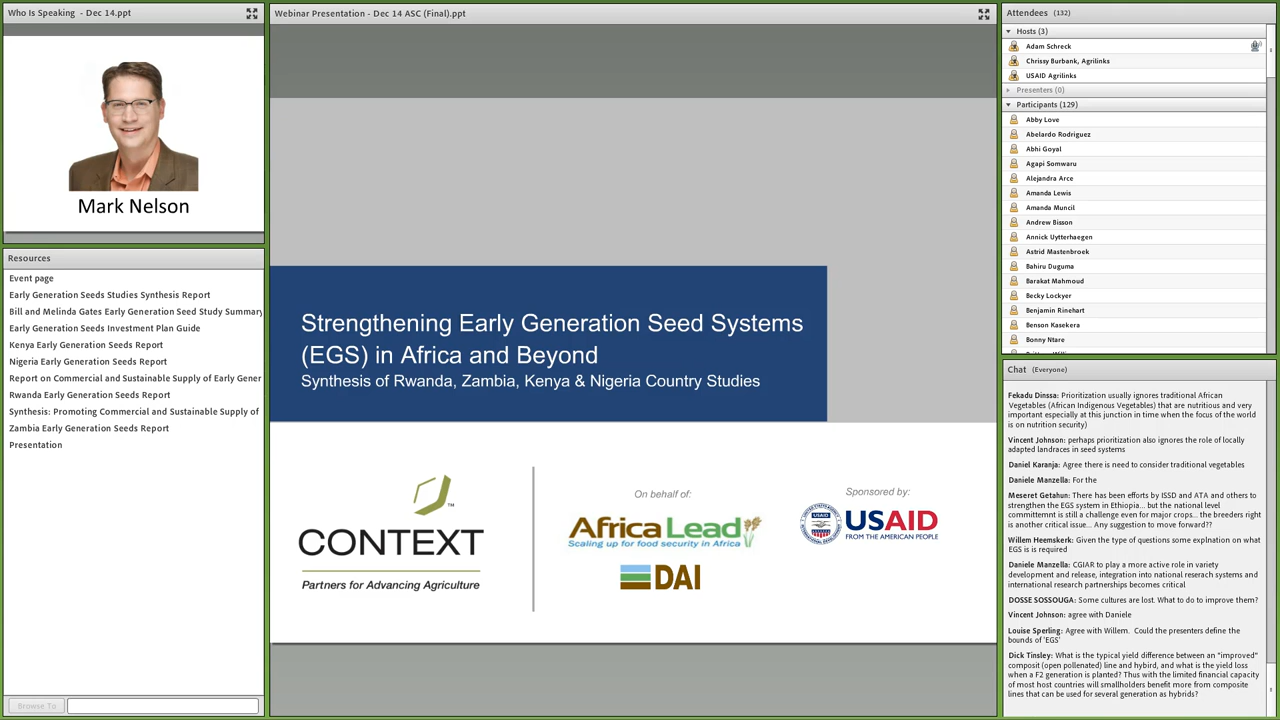 Who Is Speaking - Dec 14.ppt
Mark Nelson
Resources
Event page
Early Generation Seeds Studies Synthesis Report
Bill and Melinda Gates Early Generation Seed Study Summary
Early Generation Seeds Investment Plan Guide
Kenya Early Generation Seeds Report
Nigeria Early Generation Seeds Report
Report on Commercial and Sustainable Supply of Early Gener
Rwanda Early Generation Seeds Report
Synthesis: Promoting Commercial and Sustainable Supply of
Zambia Early Generation Seeds Report
Presentation
Browse To
Webinar Presentation - Dec 14 ASC (Final).ppt
Strengthening Early Generation Seed Systems
(EGS) in Africa and Beyond
Synthesis of Rwanda, Zambia, Kenya & Nigeria Country Studies
CONTEXT
TM
Partners for Advancing Agriculture
On behalf of:
AfricaLead
Scaling up for food security in Africa
DAI
Sponsored by:
USAID
USAID
FROM THE AMERICAN PEOPLE
Attendees (132)
Hosts (3)
Adam Schreck
Chrissy Burbank, Agrilinks
USAID Agrilinks
Presenters (0)
Participants (129)
Abby Love
Abelardo Rodriguez
Abhi Goyal
Agapi Somwaru
Alejandra Arce
Amanda Lewis
Amanda Muncil
Andrew Bisson
Annick Uytterhaegen
Astrid Mastenbroek
Bahiru Duguma
Barakat Mahmoud
Becky Lockyer
Benjamin Rinehart
Benson Kasekera
Bonny Ntare
Chat (Everyone)
Fekadu Dinssa: Prioritization usually ignores traditional African
Vegetables (African Indigenous Vegetables) that are nutritious and very
important especially at this junction in time when the focus of the world
is on nutrition security)
Vincent Johnson: perhaps prioritization also ignores the role of locally
adapted landraces in seed systems
Daniel Karanja: Agree there is need to consider traditional vegetables
Daniele Manzella: For the
Meseret Getahun: There has been efforts by ISSD and ATA and others to
strengthen the EGS system in Ethiopia... but the national level
committement is still a challenge even for major crops... the breeders right
is another critical issue... Any suggestion to move forward??
Willem Heemskerk: Given the type of questions some explnation on what
EGS is is required
Daniele Manzella: CGIAR to play a more active role in variety
development and release, integration into national reserach systems and
international research partnerships becomes critical
DOSSE SOSSOUGA: Some cultures are lost. What to do to improve them?
Vincent Johnson: agree with Daniele
Louise Sperling: Agree with Willem. Could the presenters define the
bounds of 'EGS'
Dick Tinsley: What is the typical yield difference between an "improved"
composit (open pollenated) line and hybird, and what is the yield loss
when a F2 generation is planted? Thus with the limited financial capacity
of most host countries will smallholders benefit more from composite
lines that can be used for several generation as hybrids?